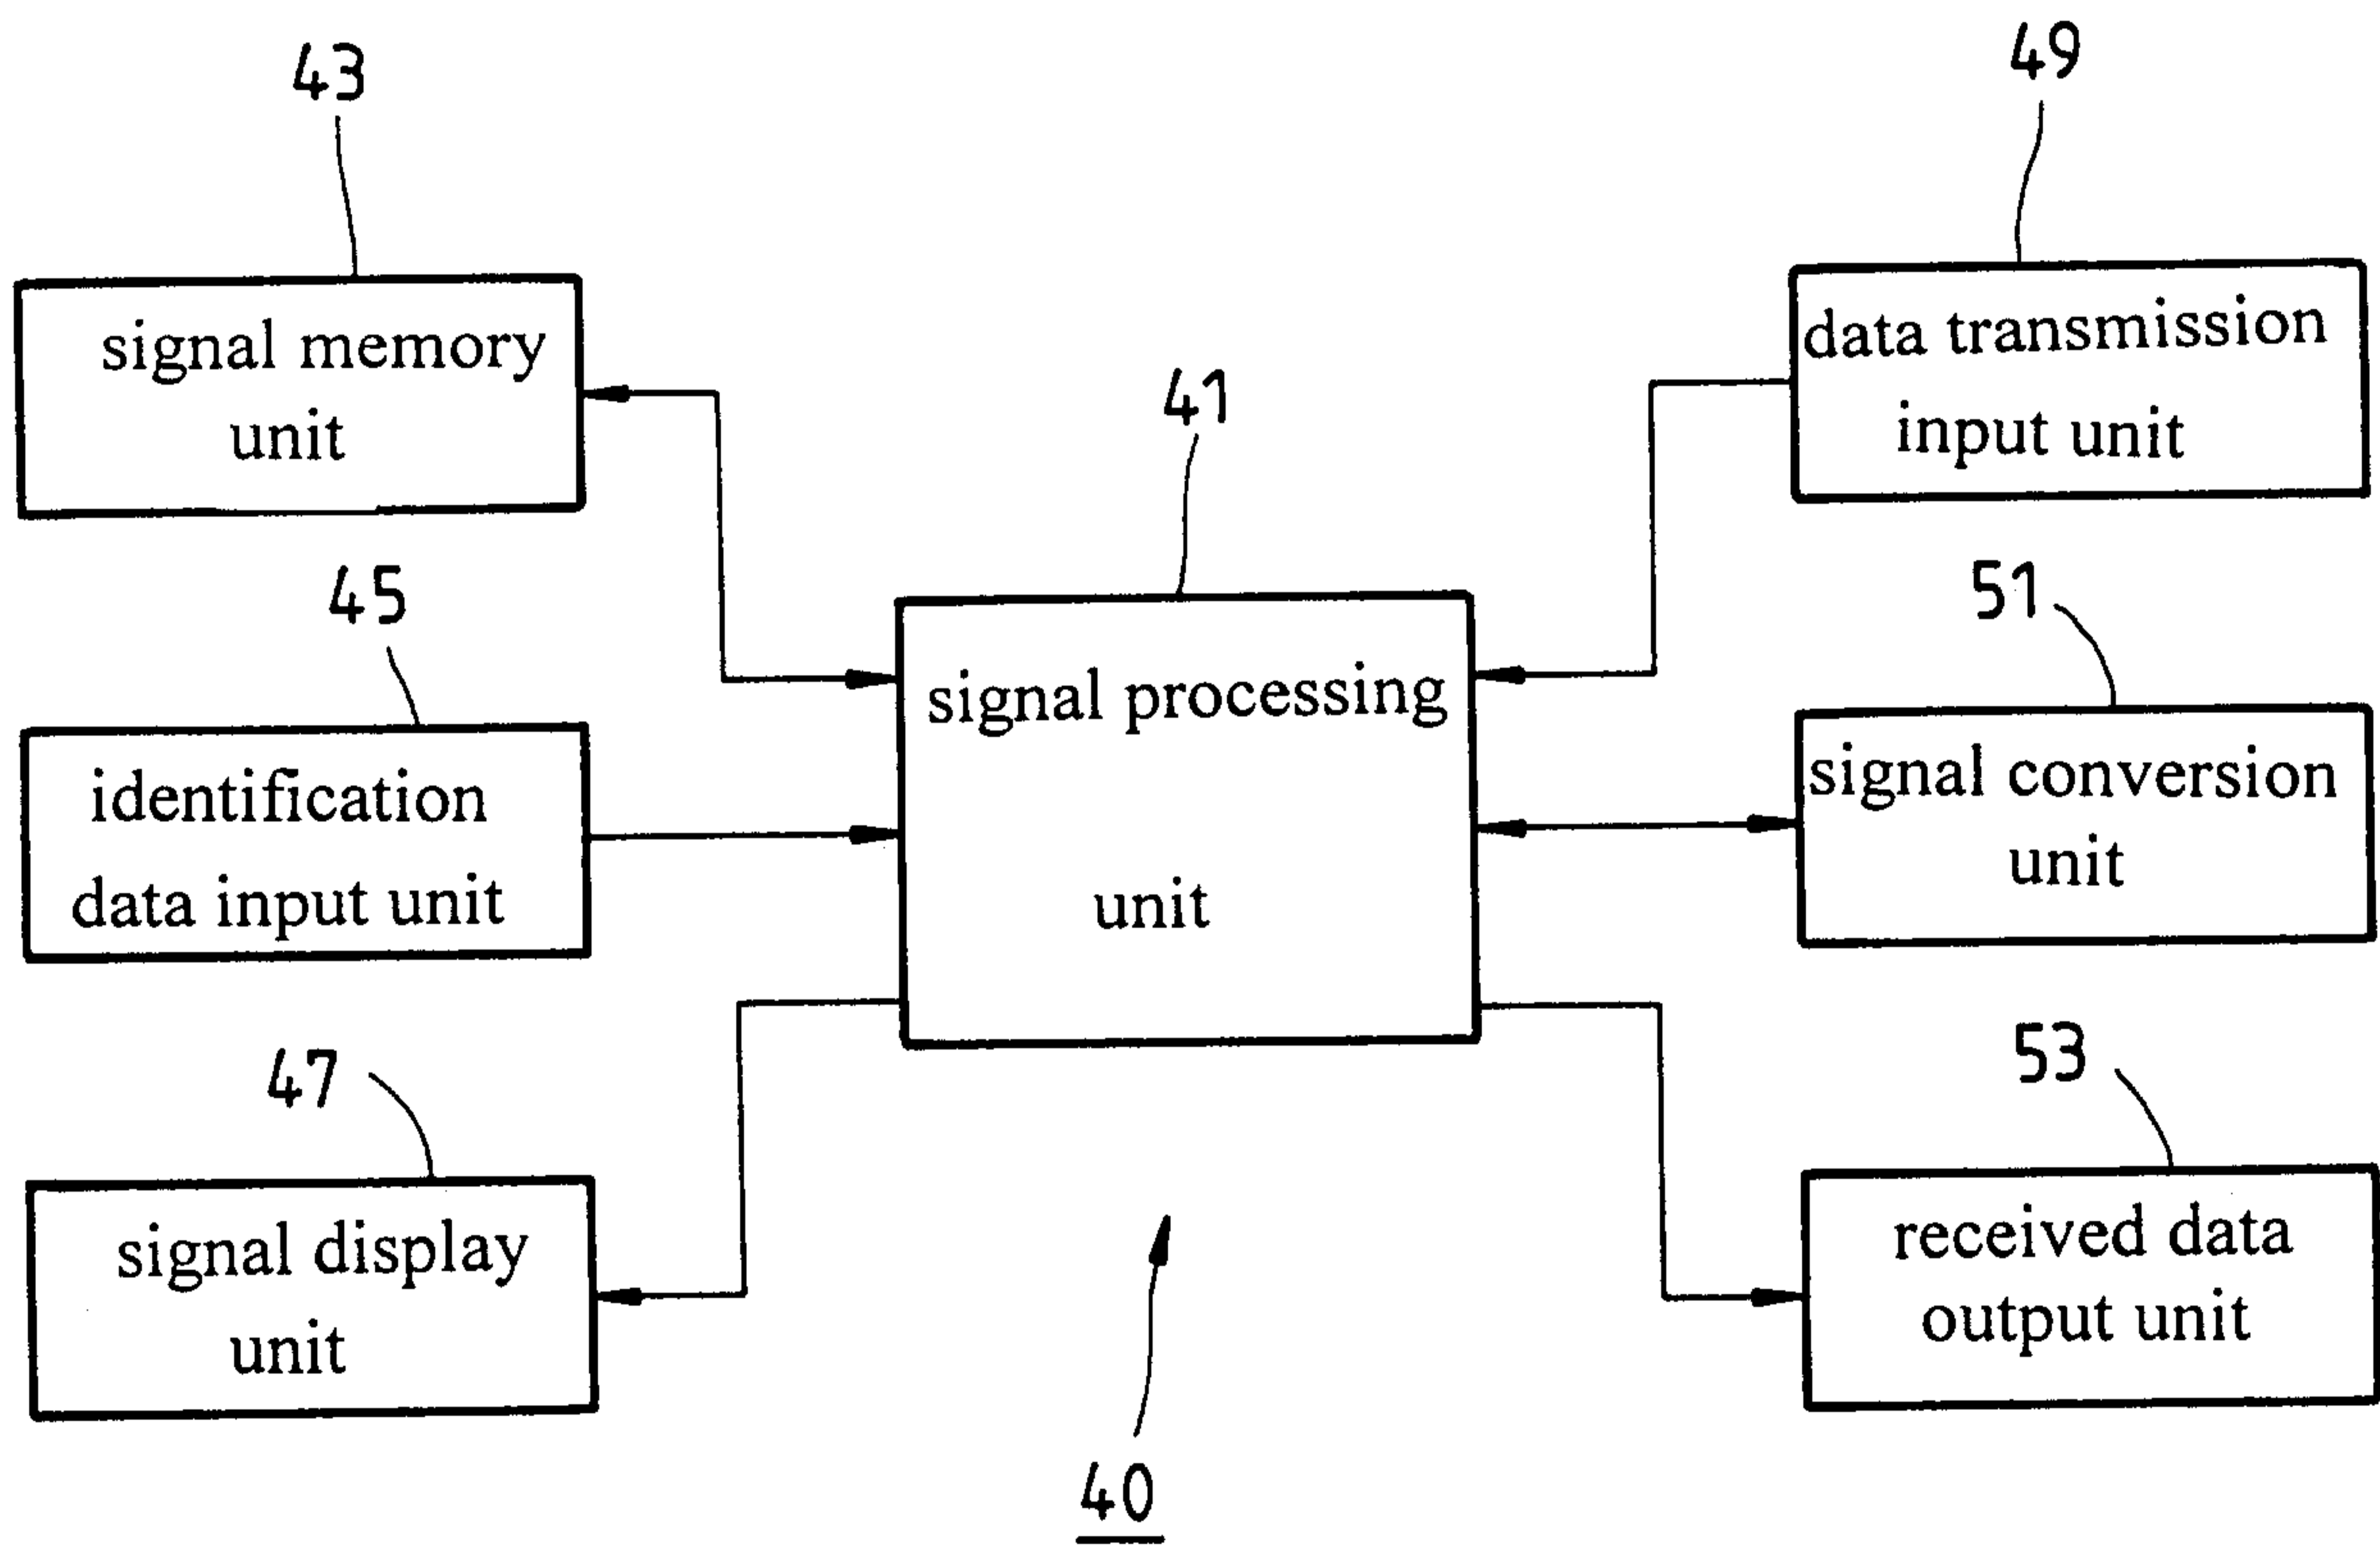 43
signal memory
unit
45
identification
data input unit
47
signal display
unit
41
signal processing
unit
40
49
data transmission
input unit
51
signal conversion
unit
53
received data
output unit